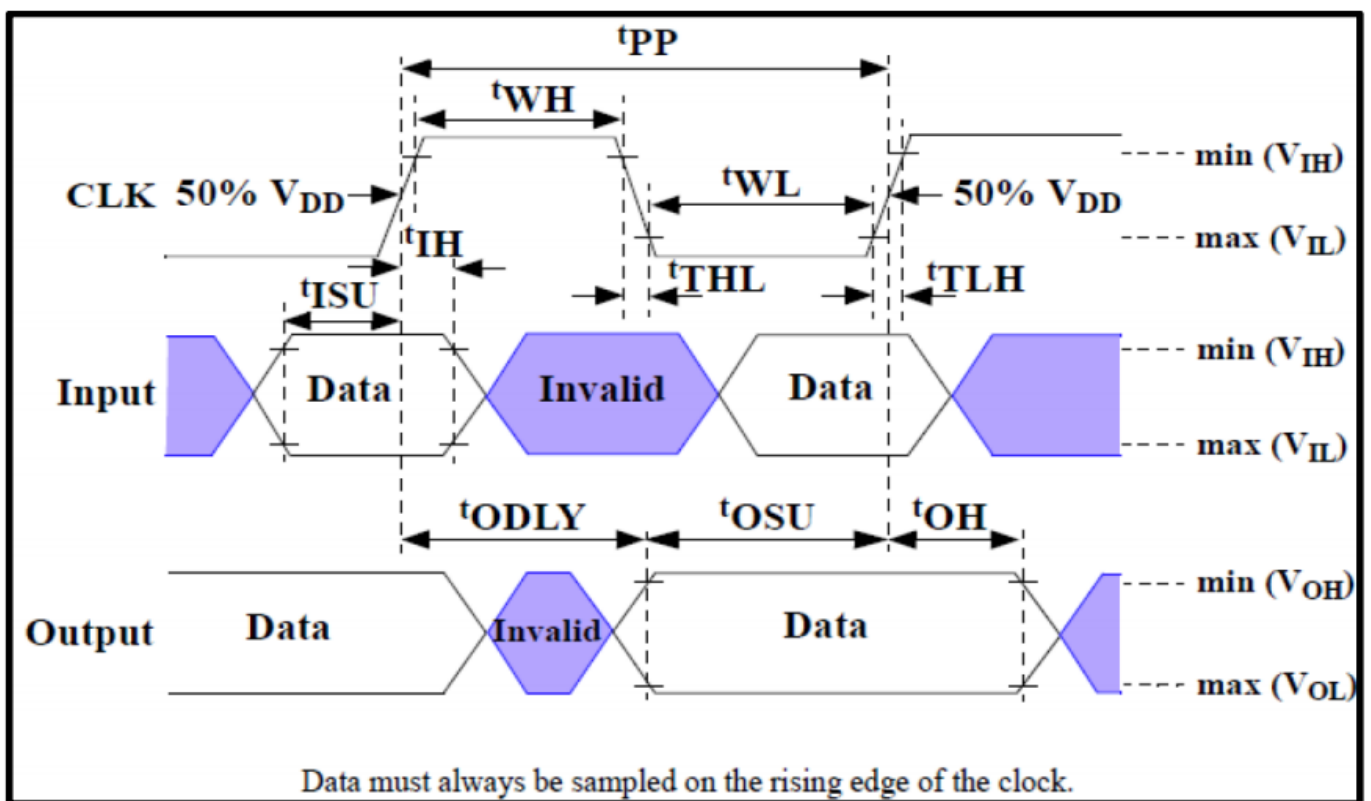 tPP
tWH
min (VIH)
CLK 50% VDD
tWL
50% VDD
max (VIL)
tIH
tTHL
tTLH
tISU
min (VIH)
Input
Data
Invalid
Data
max (VIL)
tODLY
tOSU
tOH
min (VOH)
Output
Data
Invalid
Data
max (VOL)
Data must always be sampled on the rising edge of the clock.